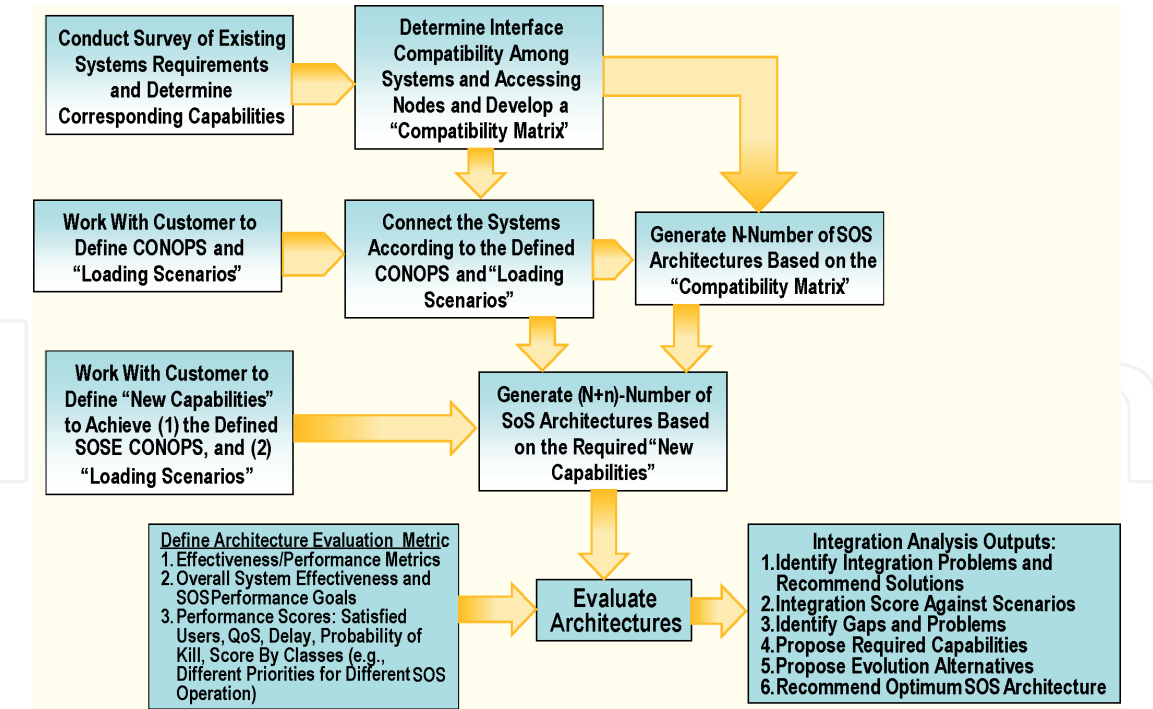 Conduct Survey of Existing
Systems Requirements
and Determine
Corresponding Capabilities
Determine Interface
Compatibility Among
Systems and Accessing
Nodes and Develop a
“Compatibility Matrix”
Work With Customer to
Define CONOPS and
“Loading Scenarios”
Connect the Systems
According to the Defined
CONOPS and “Loading
Scenarios”
Generate N-Number of SOS
Architectures Based on the
“Compatibility Matrix”
Work With Customer to
Define “New Capabilities”
to Achieve (1) the Defined
SOSE CONOPS, and (2)
“Loading Scenarios”
Generate (N+n)-Number of
SoS Architectures Based
on the Required “New
Capabilities”
Define Architecture Evaluation Metric
1. Effectiveness/Performance Metrics
2. Overall System Effectiveness and
SOS Performance Goals
3. Performance Scores: Satisfied
Users, QoS, Delay, Probability of
Kill, Score By Classes (e.g.,
Different Priorities for Different SOS
Operation)
Evaluate
Architectures
Integration Analysis Outputs:
1. Identify Integration Problems and
Recommend Solutions
2. Integration Score Against Scenarios
3. Identify Gaps and Problems
4. Propose Required Capabilities
5. Propose Evolution Alternatives
6. Recommend Optimum SOS Architecture